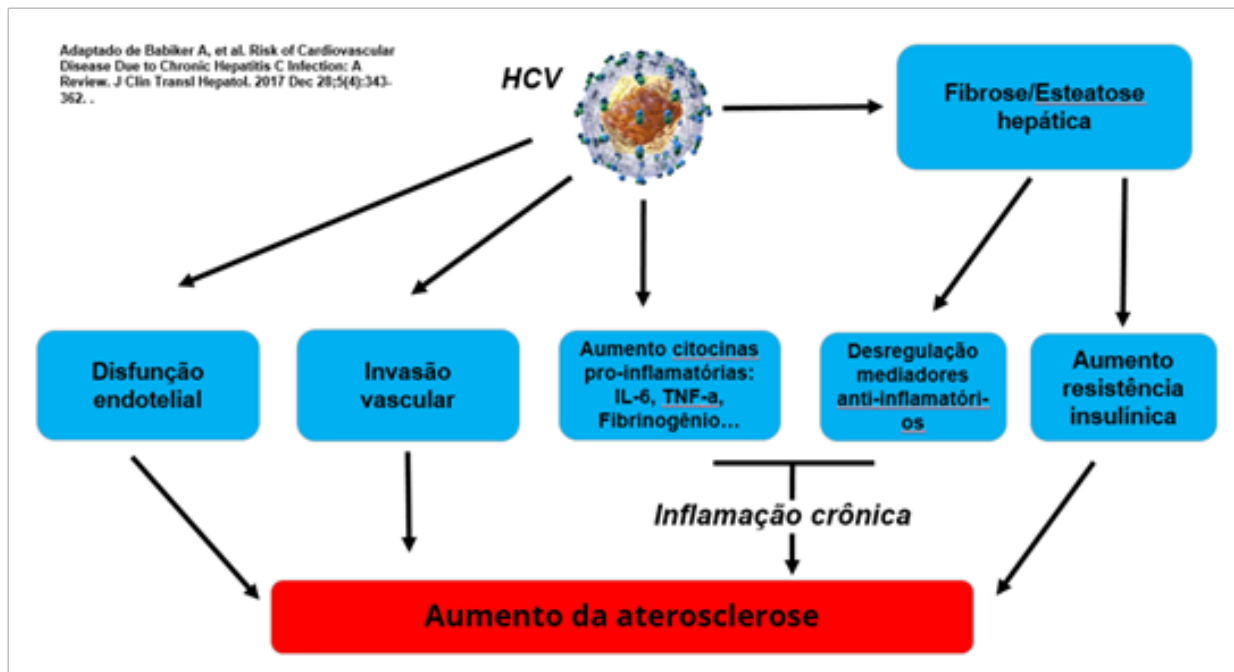 Adaptado de Babiker A, et al. Risk of Cardiovascular
Disease Due to Chronic Hepatitis C Infection: A
Review. J Clin Transl Hepatol. 2017 Dec 28;5(4):343-
362. .
HCV
Fibrose/Esteatose
hepática
Disfunção
endotelial
Invasão
vascular
Aumento citocinas
pro-inflamatórias:
IL-6, TNF-a,
Fibrinogênio...
Desregulação
mediadores
anti-inflamatóri-
os
Aumento
resistência
insulínica
Inflamação crônica
Aumento da aterosclerose